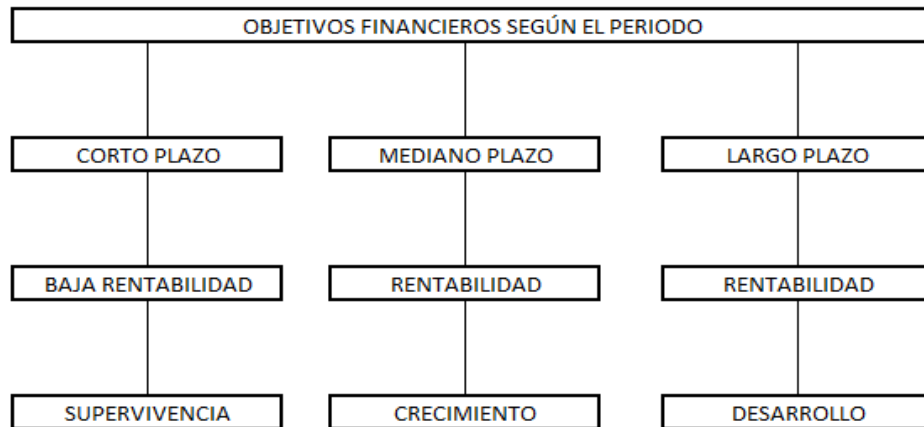 OBJETIVOS FINANCIEROS SEGÚN EL PERIODO
CORTO PLAZO
MEDIANO PLAZO
LARGO PLAZO
BAJA RENTABILIDAD
RENTABILIDAD
RENTABILIDAD
SUPERVIVENCIA
CRECIMIENTO
DESARROLLO